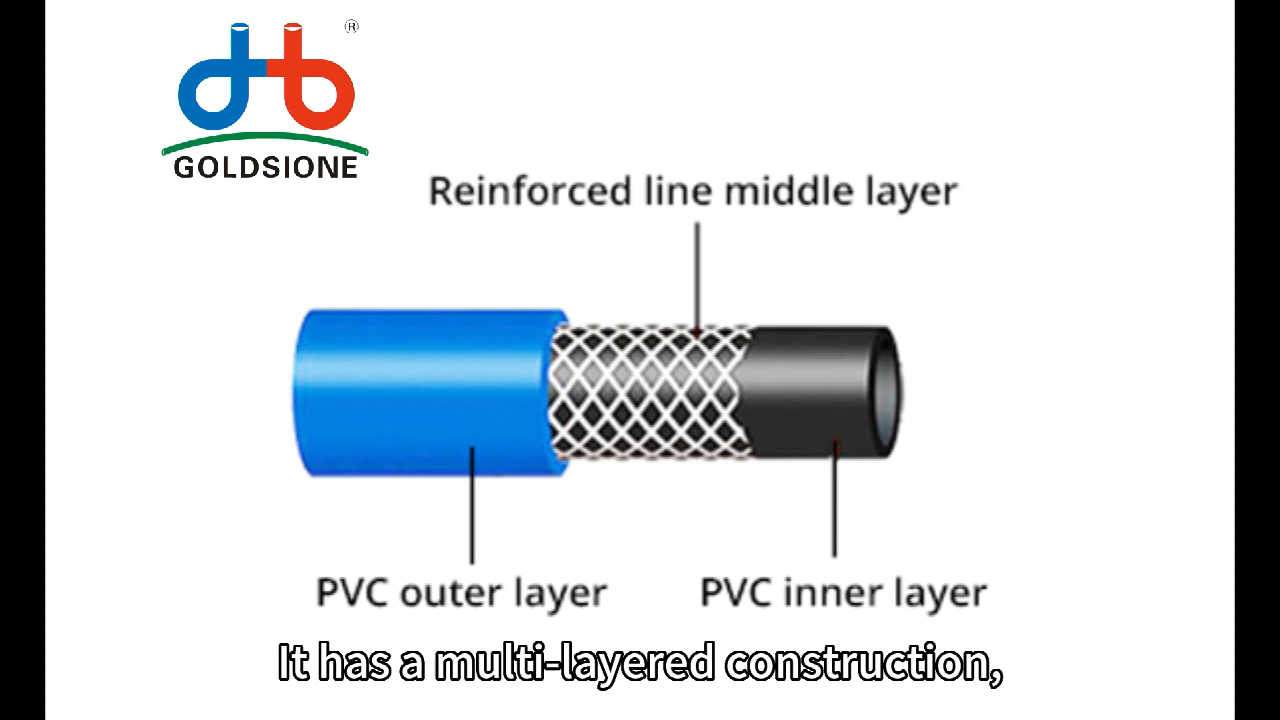 ®
GOLDSIONE
Reinforced line middle layer
PVC outer layer
PVC inner layer
It has a multi-layered construction,